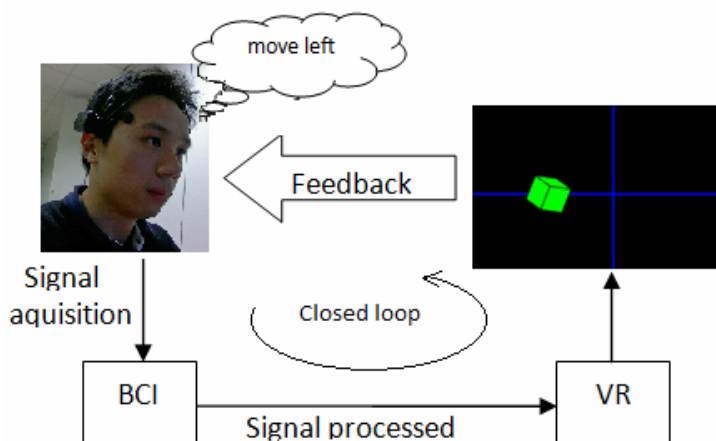 move left
Feedback
Signal
aquisition
Closed loop
BCI
Signal processed
VR